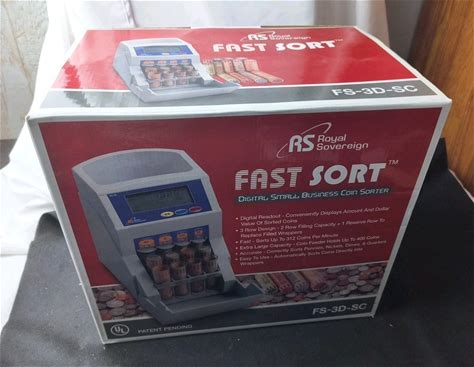 RS Royal Sovereign
FAST SORT™
FS-3D-SC
RS Royal
Sovereign
FAST SORT™
DIGITAL SMALL BUSINESS COIN SORTER
• Digital Readout - Conveniently Displays Amount And Dollar
Value Of Sorted Coins
• 3 Row Design - 2 Row Filling Capacity + 1 Reserve Row To
Replace Filled Wrappers
• Fast - Sorts Up To 312 Coins Per Minute
• Extra Large Capacity - Coin Feeder Holds Up To 400 Coins
• Accurate - Correctly Sorts Pennies, Nickels, Dimes, & Quarters
• Easy To Use - Automatically Sorts Coins Directly Into
Wrappers
FS-3D-SC
UL
PATENT PENDING